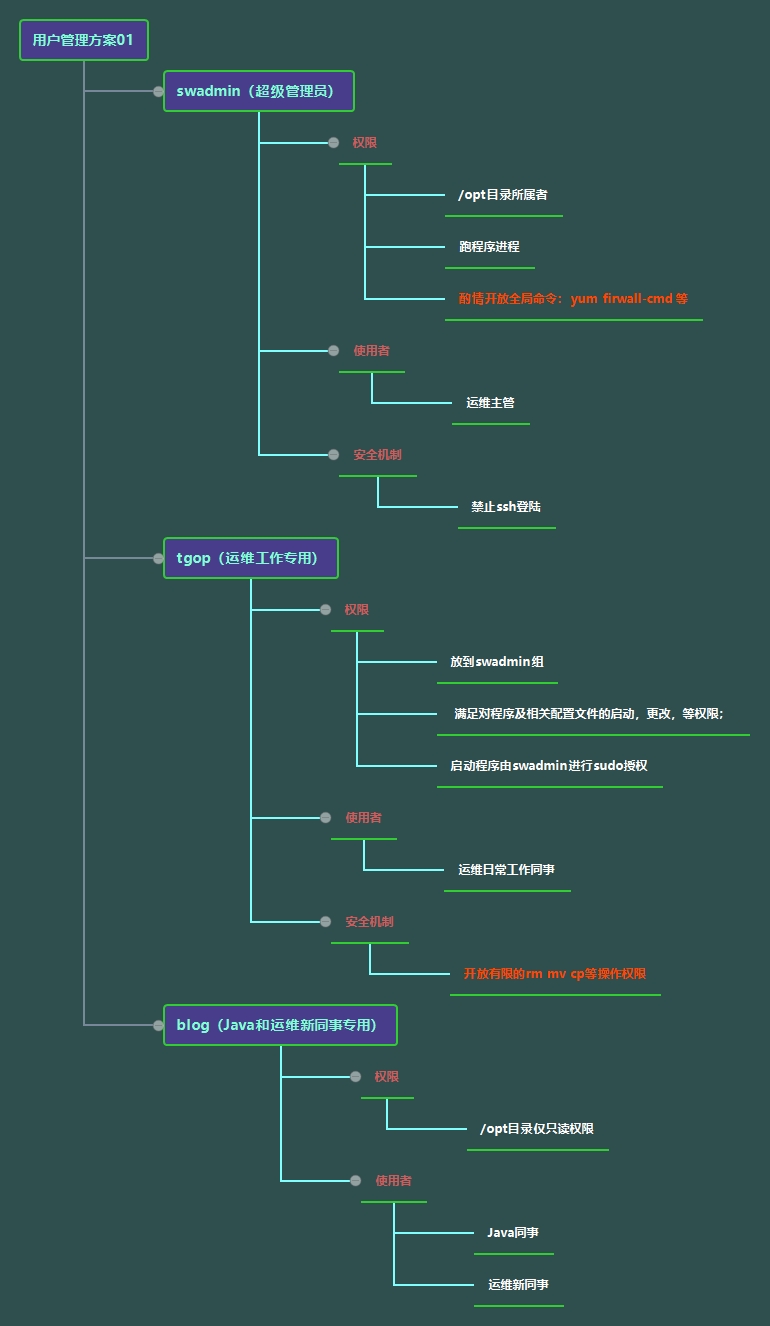 用户管理方案01
swadmin（超级管理员）
权限
/opt目录所属者
跑程序进程
酌情开放全局命令：yum firwall-cmd 等
使用者
运维主管
安全机制
禁止ssh登陆
tgop（运维工作专用）
权限
放到swadmin组
满足对程序及相关配置文件的启动，更改，等权限；
启动程序由swadmin进行sudo授权
使用者
运维日常工作同事
安全机制
开放有限的rm mv cp等操作权限
blog（Java和运维新同事专用）
权限
/opt目录仅只读权限
使用者
Java同事
运维新同事